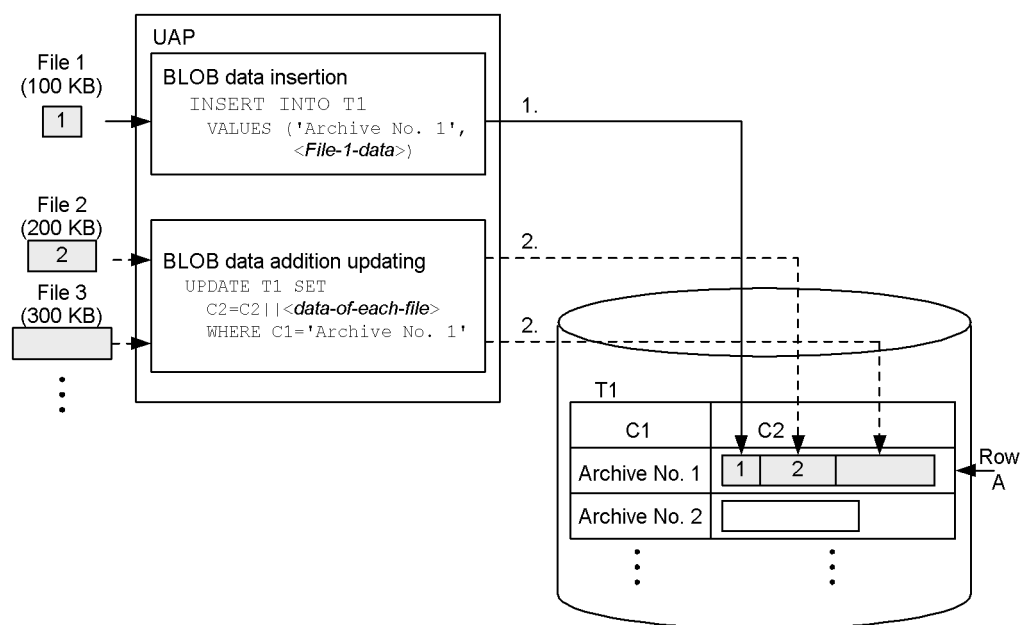 UAP
File 1
(100 KB)
1
BLOB data insertion
INSERT INTO T1
VALUES ('Archive No. 1',
<File-1-data>)
1.
File 2
(200 KB)
2
File 3
(300 KB)
BLOB data addition updating
UPDATE T1 SET
C2=C2||<data-of-each-file>
WHERE C1='Archive No. 1'
2.
2.
T1
C1 C2
Archive No. 1 1 2
Row
A
Archive No. 2